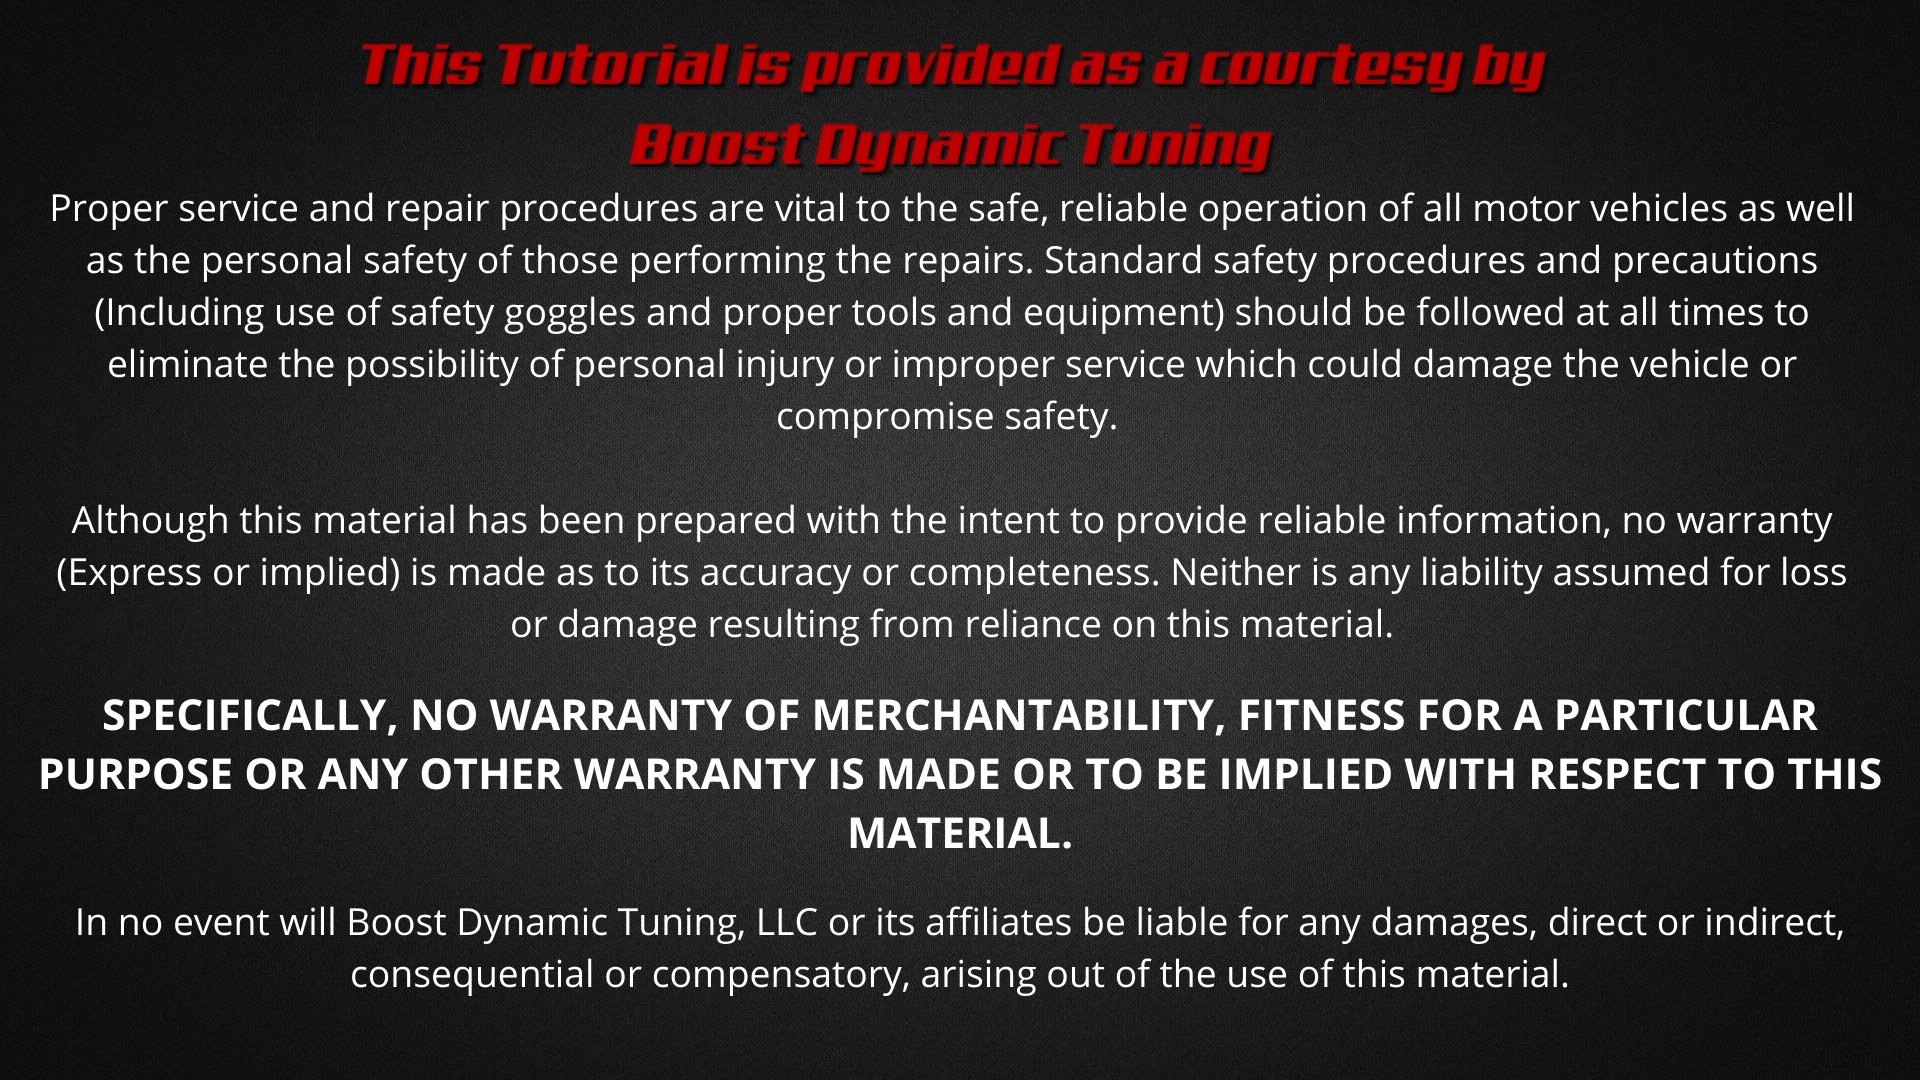 This Tutorial is provided as a courtesy by
Boost Dynamic Tuning
Proper service and repair procedures are vital to the safe, reliable operation of all motor vehicles as well
as the personal safety of those performing the repairs. Standard safety procedures and precautions
(Including use of safety goggles and proper tools and equipment) should be followed at all times to
eliminate the possibility of personal injury or improper service which could damage the vehicle or
compromise safety.
Although this material has been prepared with the intent to provide reliable information, no warranty
(Express or implied) is made as to its accuracy or completeness. Neither is any liability assumed for loss
or damage resulting from reliance on this material.
SPECIFICALLY, NO WARRANTY OF MERCHANTABILITY, FITNESS FOR A PARTICULAR
PURPOSE OR ANY OTHER WARRANTY IS MADE OR TO BE IMPLIED WITH RESPECT TO THIS
MATERIAL.
In no event will Boost Dynamic Tuning, LLC or its affiliates be liable for any damages, direct or indirect,
consequential or compensatory, arising out of the use of this material.